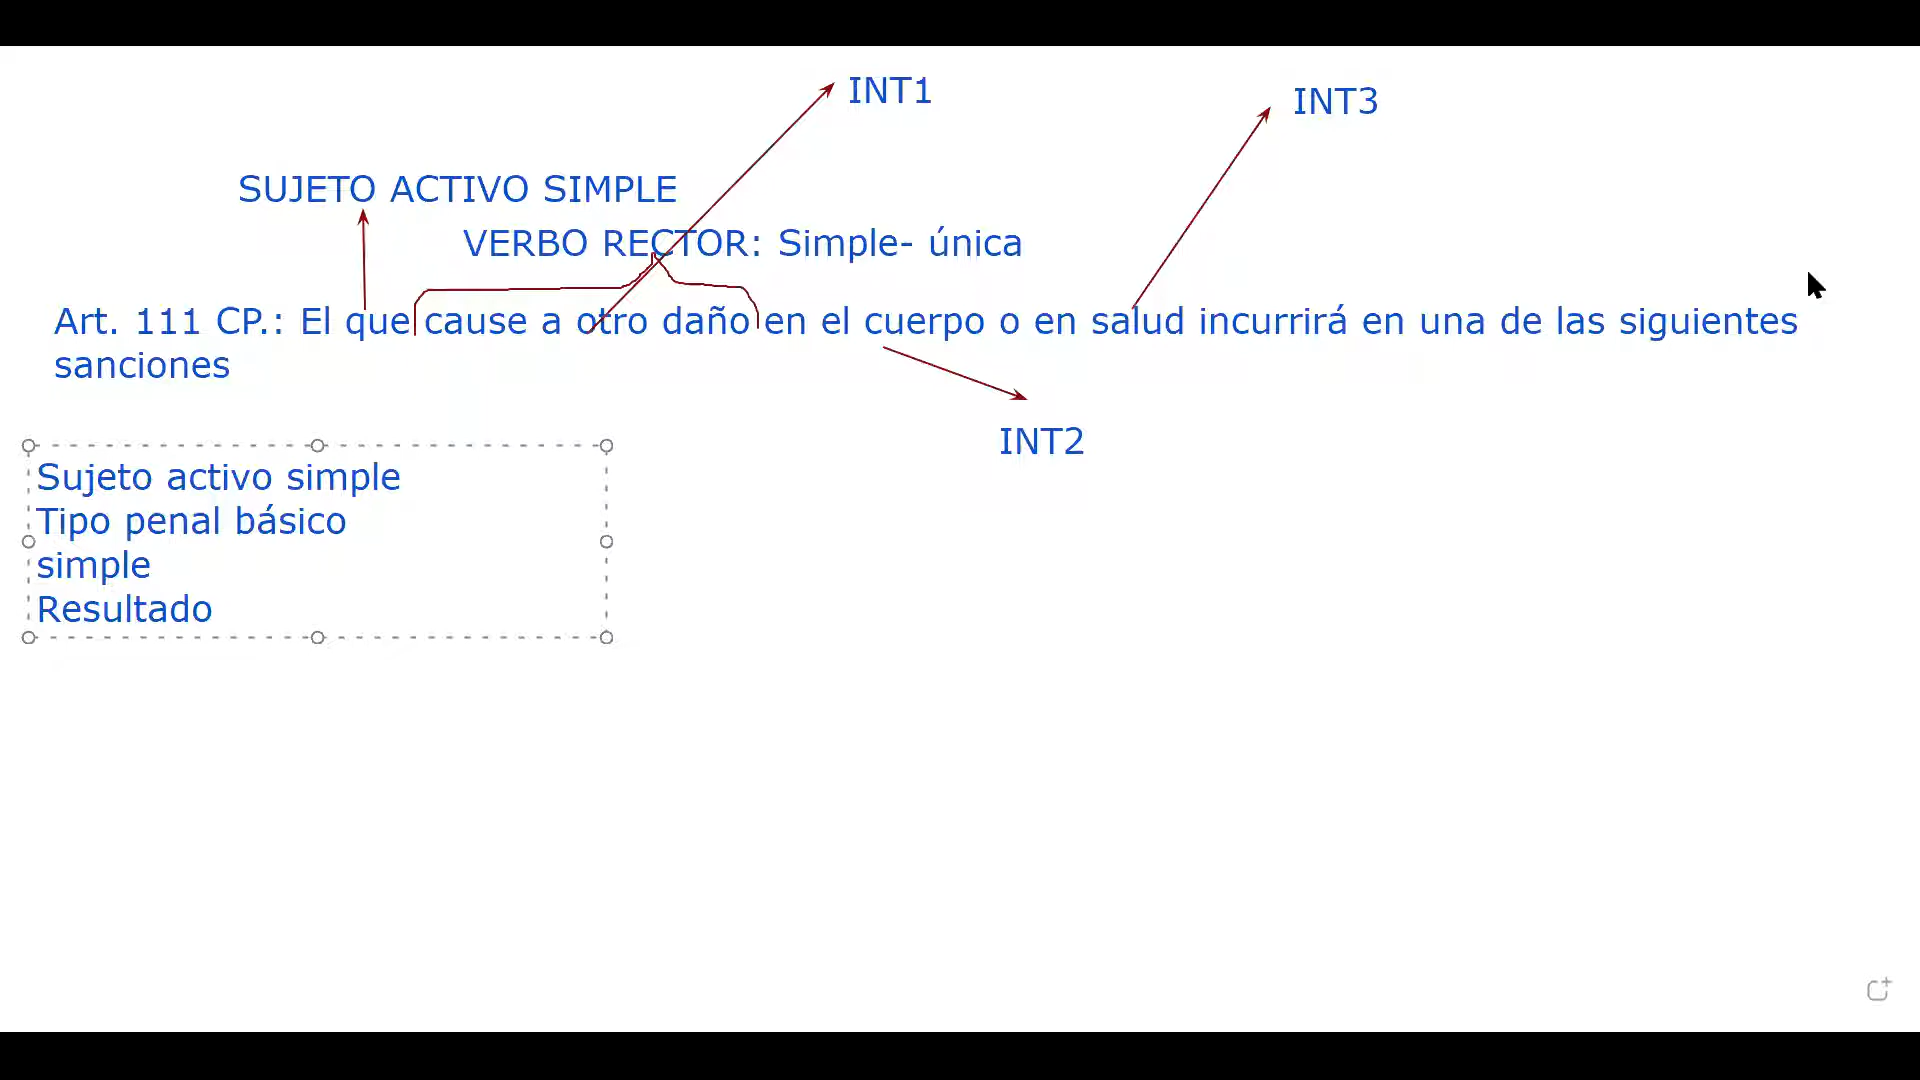 INT1
INT3
SUJETO ACTIVO SIMPLE
VERBO RECTOR: Simple- única
Art. 111 CP.: El que cause a otro daño en el cuerpo o en salud incurrirá en una de las siguientes
sanciones
INT2
Sujeto activo simple
Tipo penal básico
simple
Resultado